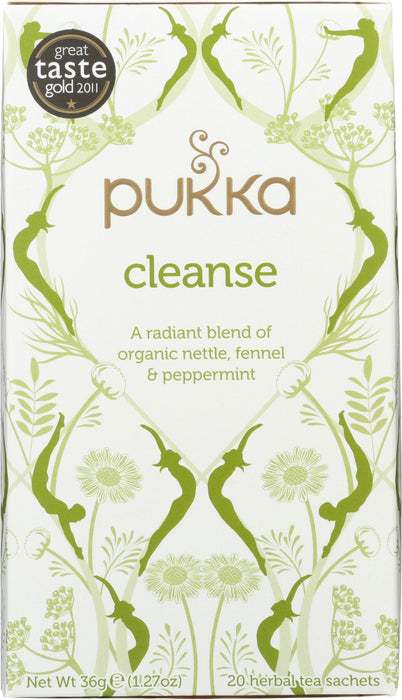 great
taste
gold 2011
pukka
cleanse
A radiant blend of
organic nettle, fennel
& peppermint
Net Wt 36g ℮ (1.27oz)
20 herbal tea sachets